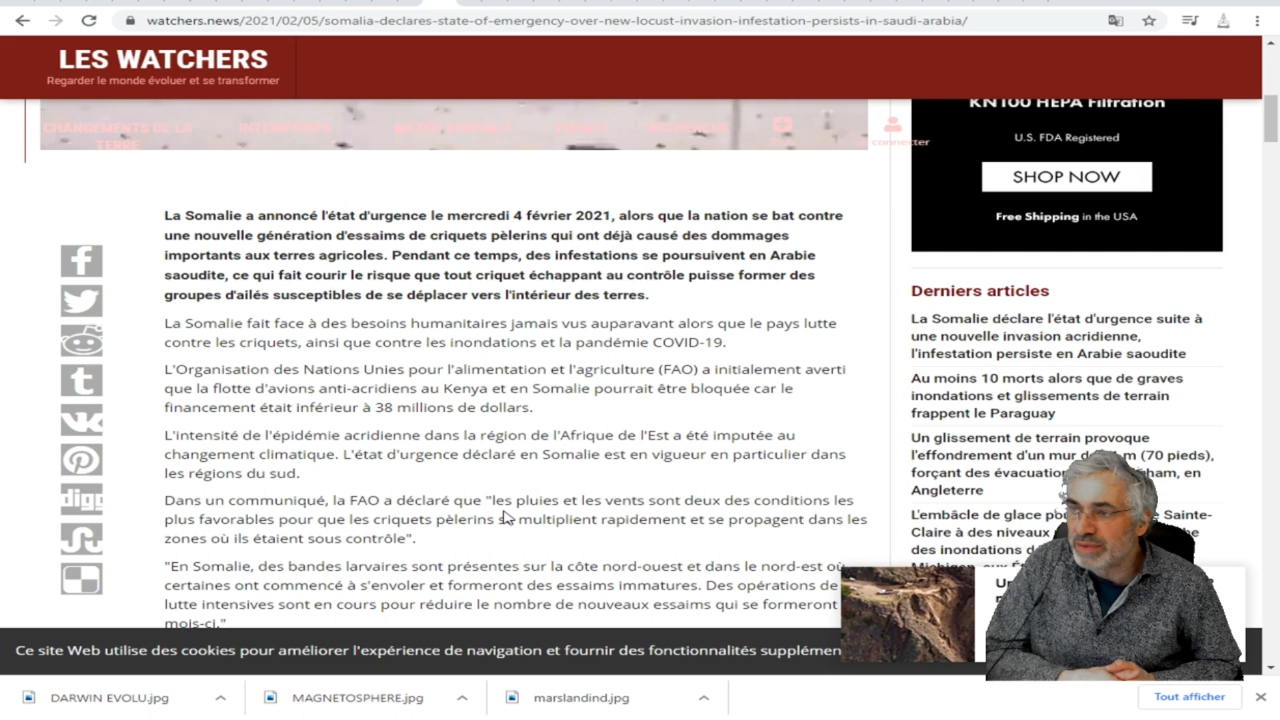 watchers.news/2021/02/05/somalia-declares-state-of-emergency-over-new-locust-invasion-infestation-persists-in-saudi-arabia/
LES WATCHERS
Regarder le monde évoluer et se transformer
CHANGEMENTS DE LA
TERRE
connecter
La Somalie a annoncé l'état d'urgence le mercredi 4 février 2021, alors que la nation se bat contre
une nouvelle génération d'essaims de criquets pèlerins qui ont déjà causé des dommages
importants aux terres agricoles. Pendant ce temps, des infestations se poursuivent en Arabie
saoudite, ce qui fait courir le risque que tout criquet échappant au contrôle puisse former des
groupes d'ailés susceptibles de se déplacer vers l'intérieur des terres.
La Somalie fait face à des besoins humanitaires jamais vus auparavant alors que le pays lutte
contre les criquets, ainsi que contre les inondations et la pandémie COVID-19.
L'Organisation des Nations Unies pour l'alimentation et l'agriculture (FAO) a initialement averti
que la flotte d'avions anti-acridiens au Kenya et en Somalie pourrait être bloquée car le
financement était inférieur à 38 millions de dollars.
L'intensité de l'épidémie acridienne dans la région de l'Afrique de l'Est a été imputée au
changement climatique. L'état d'urgence déclaré en Somalie est en vigueur en particulier dans
les régions du sud.
Dans un communiqué, la FAO a déclaré que "les pluies et les vents sont deux des conditions les
plus favorables pour que les criquets pèlerins se multiplient rapidement et se propagent dans les
zones où ils étaient sous contrôle".
"En Somalie, des bandes larvaires sont présentes sur la côte nord-ouest et dans le nord-est où
certaines ont commencé à s'envoler et formeront des essaims immatures. Des opérations de
lutte intensives sont en cours pour réduire le nombre de nouveaux essaims qui se formeront
mois-ci."
KN100 HEPA Filtration
U.S. FDA Registered
SHOP NOW
Free Shipping in the USA
Derniers articles
La Somalie déclare l'état d'urgence suite à
une nouvelle invasion acridienne,
l'infestation persiste en Arabie saoudite
Au moins 10 morts alors que de graves
inondations et glissements de terrain
frappent le Paraguay
Un glissement de terrain provoque
l'effondrement d'un mur de m (70 pieds),
forçant des en
Angleterre
L'embâcle de glace Sainte-
Claire à des niveaux
des inondations
Ce site Web utilise des cookies pour améliorer l'expérience de navigation et fournir des fonctionnalités
DARWIN EVOLU.jpg
MAGNETOSPHERE.jpg
marslandind.jpg
Tout afficher